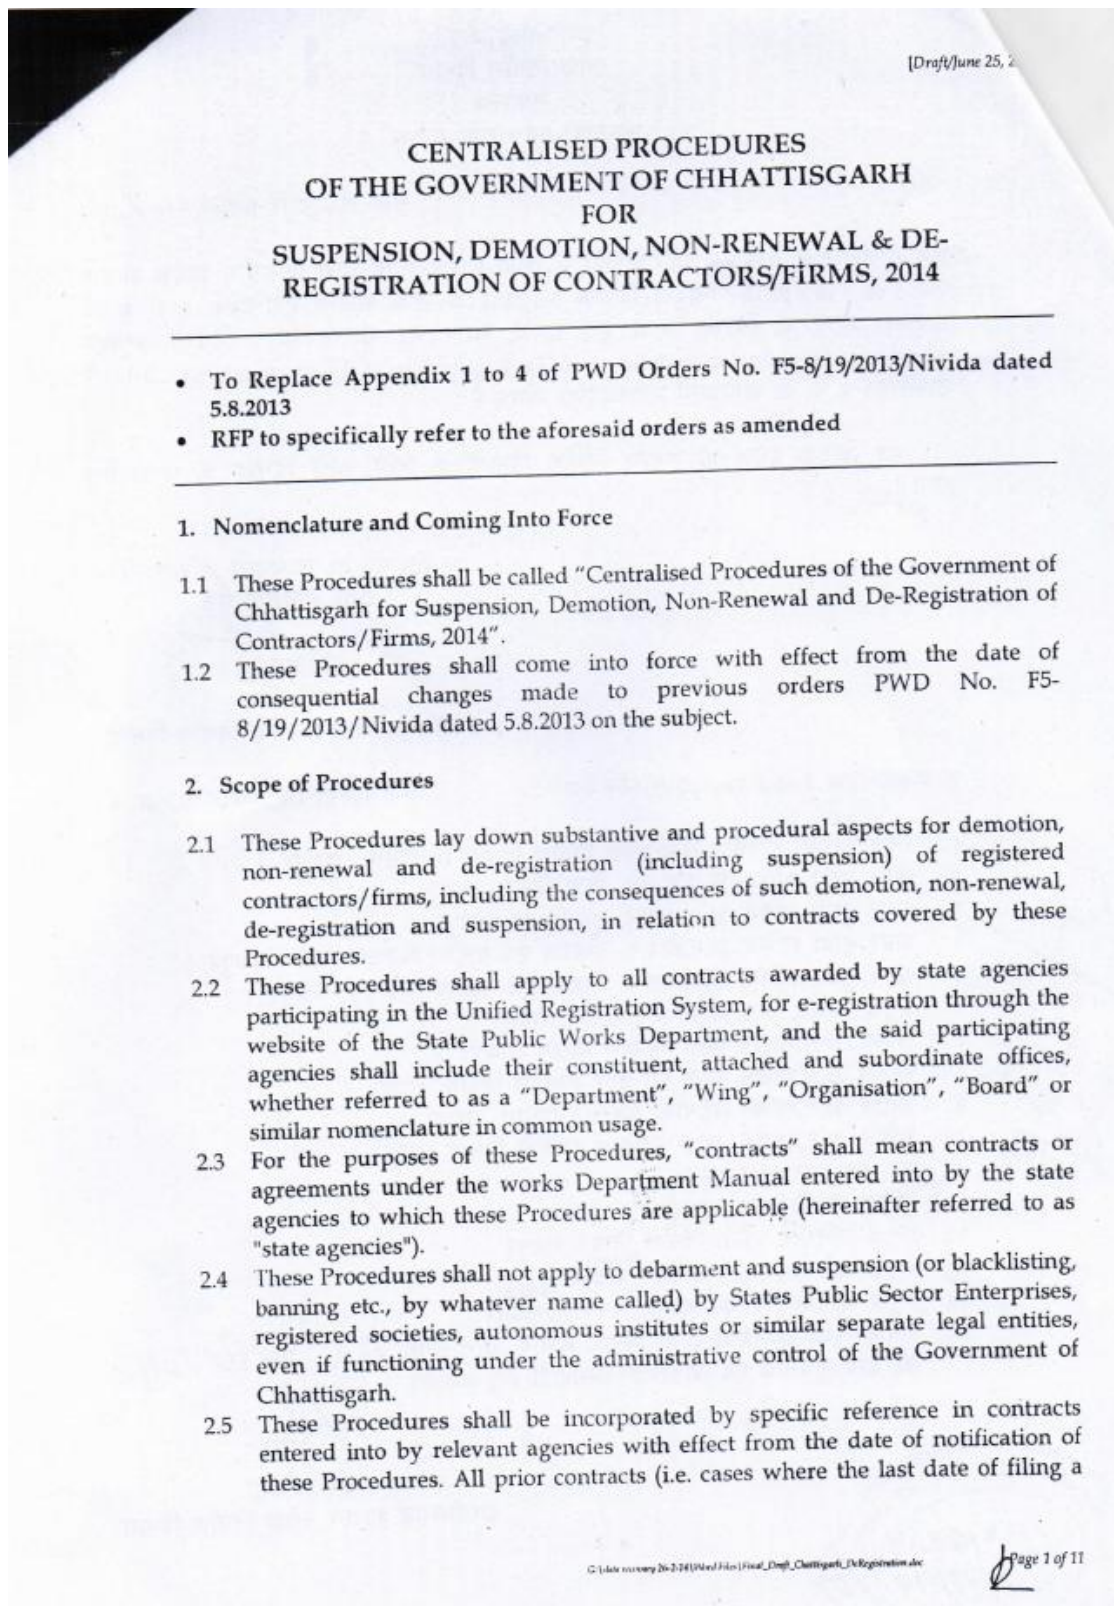 [Draft/June 25, 2
CENTRALISED PROCEDURES
OF THE GOVERNMENT OF CHHATTISGARH
FOR
SUSPENSION, DEMOTION, NON-RENEWAL & DE-
REGISTRATION OF CONTRACTORS/FIRMS, 2014
• To Replace Appendix 1 to 4 of PWD Orders No. F5-8/19/2013/Nivida dated
5.8.2013
• RFP to specifically refer to the aforesaid orders as amended
1. Nomenclature and Coming Into Force
1.1 These Procedures shall be called "Centralised Procedures of the Government of
Chhattisgarh for Suspension, Demotion, Non-Renewal and De-Registration of
Contractors/Firms, 2014".
1.2 These Procedures shall come into force with effect from the date of
consequential changes made to previous orders PWD No. F5-
8/19/2013/Nivida dated 5.8.2013 on the subject.
2. Scope of Procedures
2.1 These Procedures lay down substantive and procedural aspects for demotion,
non-renewal and de-registration (including suspension) of registered
contractors/firms, including the consequences of such demotion, non-renewal,
de-registration and suspension, in relation to contracts covered by these
Procedures.
2.2 These Procedures shall apply to all contracts awarded by state agencies
participating in the Unified Registration System, for e-registration through the
website of the State Public Works Department, and the said participating
agencies shall include their constituent, attached and subordinate offices,
whether referred to as a "Department", "Wing", "Organisation", "Board" or
similar nomenclature in common usage.
2.3 For the purposes of these Procedures, "contracts" shall mean contracts or
agreements under the works Department Manual entered into by the state
agencies to which these Procedures are applicable (hereinafter referred to as
"state agencies").
2.4 These Procedures shall not apply to debarment and suspension (or blacklisting,
banning etc., by whatever name called) by States Public Sector Enterprises,
registered societies, autonomous institutes or similar separate legal entities,
even if functioning under the administrative control of the Government of
Chhattisgarh.
2.5 These Procedures shall be incorporated by specific reference in contracts
entered into by relevant agencies with effect from the date of notification of
these Procedures. All prior contracts (i.e. cases where the last date of filing a
G:\data recovery 26-2-14\Word Files\Final_Draft_Chattisgarh_DeRegistration.doc
Page 1 of 11